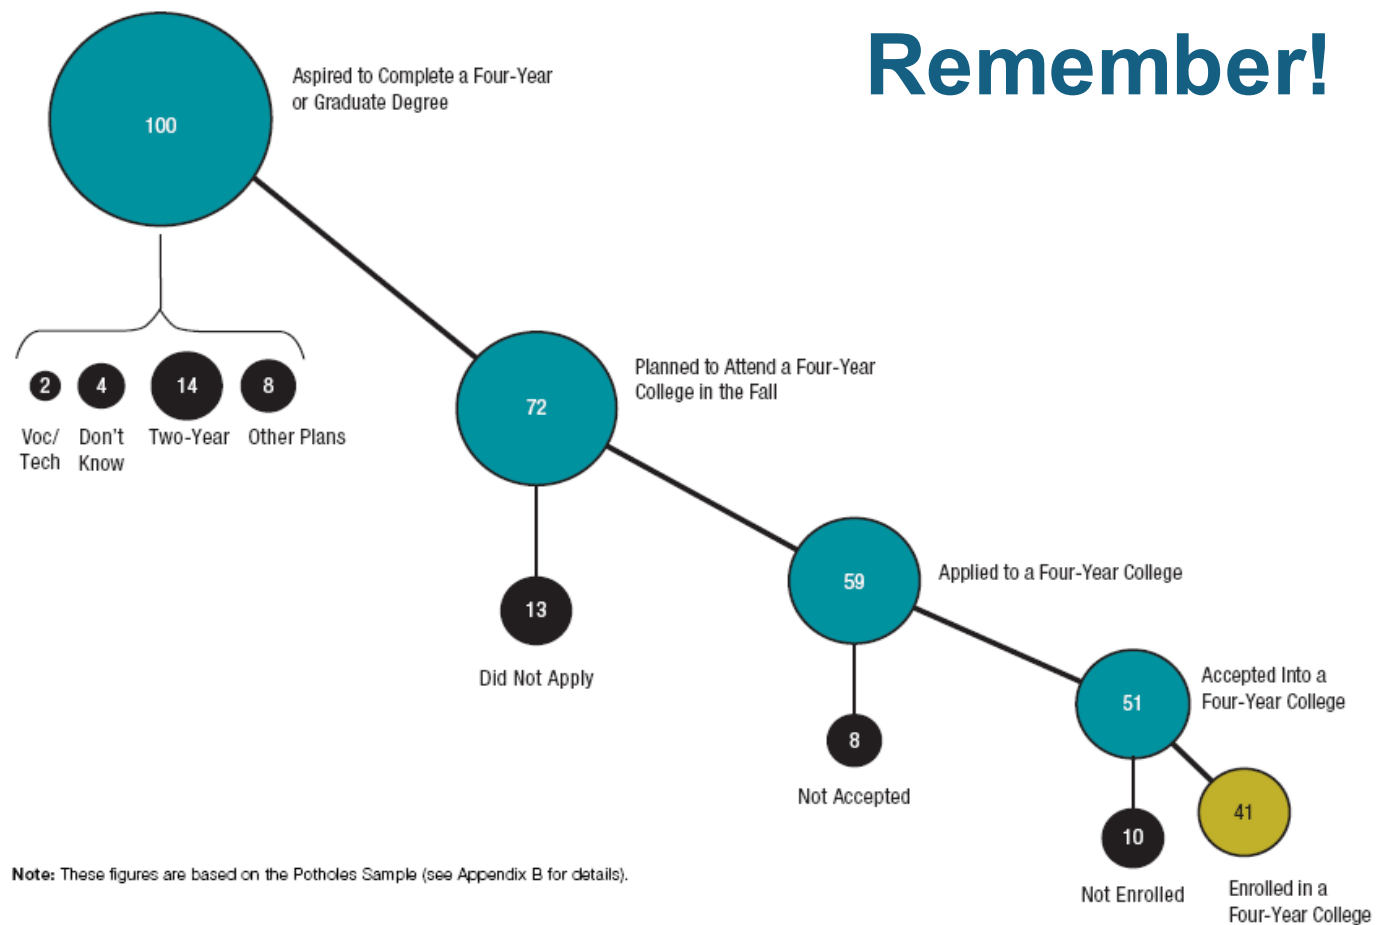 Remember!
Aspired to Complete a Four-Year
or Graduate Degree
100
2
4
14
8
Voc/
Tech
Don't
Know
Two-Year
Other Plans
Planned to Attend a Four-Year
College in the Fall
72
13
Did Not Apply
Applied to a Four-Year College
59
8
Not Accepted
Accepted Into a
Four-Year College
51
10
Not Enrolled
41
Enrolled in a
Four-Year College
Note: These figures are based on the Potholes Sample (see Appendix B for details).